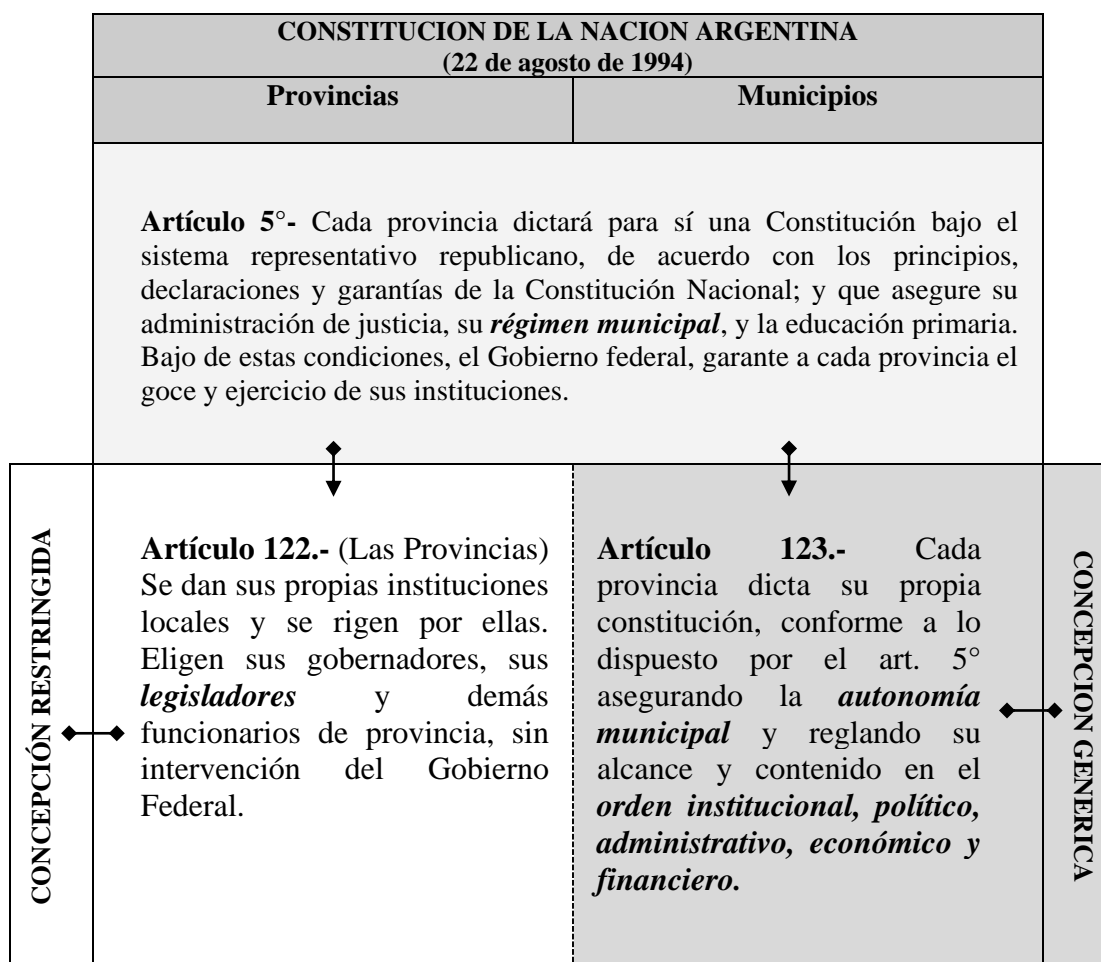 CONSTITUCION DE LA NACION ARGENTINA
(22 de agosto de 1994)
Provincias
Municipios
Artículo 5°- Cada provincia dictará para sí una Constitución bajo el
sistema representativo republicano, de acuerdo con los principios,
declaraciones y garantías de la Constitución Nacional; y que asegure su
administración de justicia, su régimen municipal, y la educación primaria.
Bajo de estas condiciones, el Gobierno federal, garante a cada provincia el
goce y ejercicio de sus instituciones.
CONCEPCIÓN RESTRINGIDA
Artículo 122.- (Las Provincias)
Se dan sus propias instituciones
locales y se rigen por ellas.
Eligen sus gobernadores, sus
legisladores y demás
funcionarios de provincia, sin
intervención del Gobierno
Federal.
Artículo 123.- Cada
provincia dicta su propia
constitución, conforme a lo
dispuesto por el art. 5°
asegurando la autonomía
municipal y reglando su
alcance y contenido en el
orden institucional, político,
administrativo, económico y
financiero.
CONCEPCION GENERICA